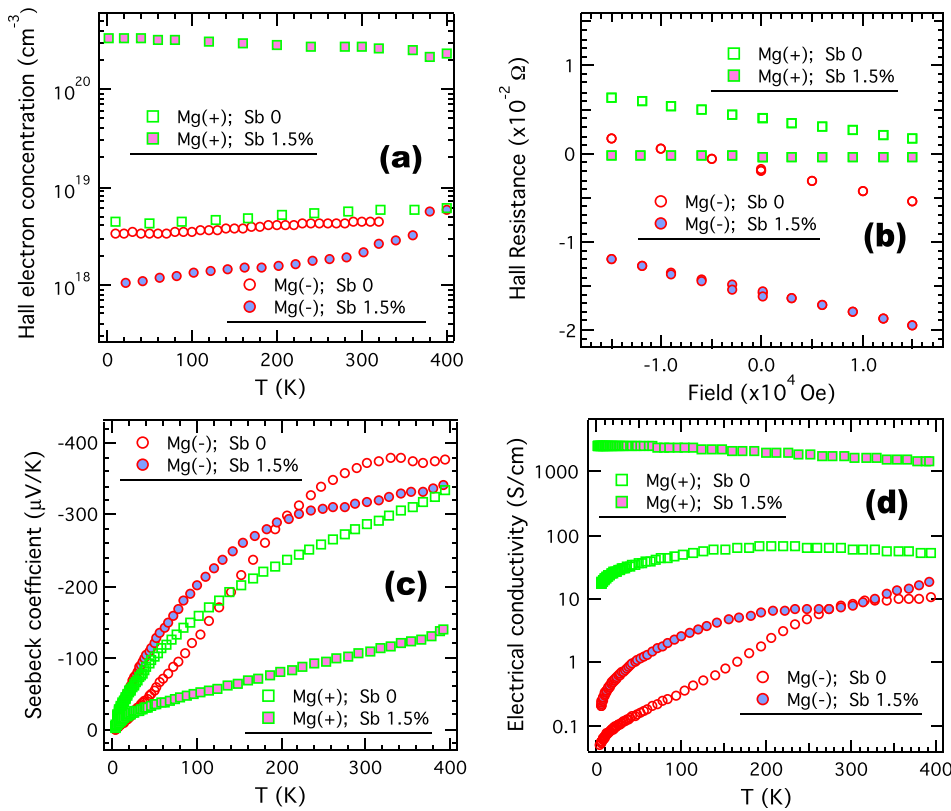 Hall electron concentration (cm⁻³)
10²⁰
10¹⁹
10¹⁸
Mg(+); Sb 0
Mg(+); Sb 1.5%
(a)
Mg(-); Sb 0
Mg(-); Sb 1.5%
0 100 200 300 400
T (K)
Hall Resistance (x10⁻² Ω)
1
0
-1
-2
Mg(+); Sb 0
Mg(+); Sb 1.5%
Mg(-); Sb 0
Mg(-); Sb 1.5%
(b)
-1.0 0.0 1.0
Field (x10⁴ Oe)
Seebeck coefficient (μV/K)
-400
-300
-200
-100
0
Mg(-); Sb 0
Mg(-); Sb 1.5%
(c)
Mg(+); Sb 0
Mg(+); Sb 1.5%
0 100 200 300 400
T (K)
Electrical conductivity (S/cm)
1000
100
10
1
0.1
Mg(+); Sb 0
Mg(+); Sb 1.5%
(d)
Mg(-); Sb 0
Mg(-); Sb 1.5%
0 100 200 300 400
T (K)